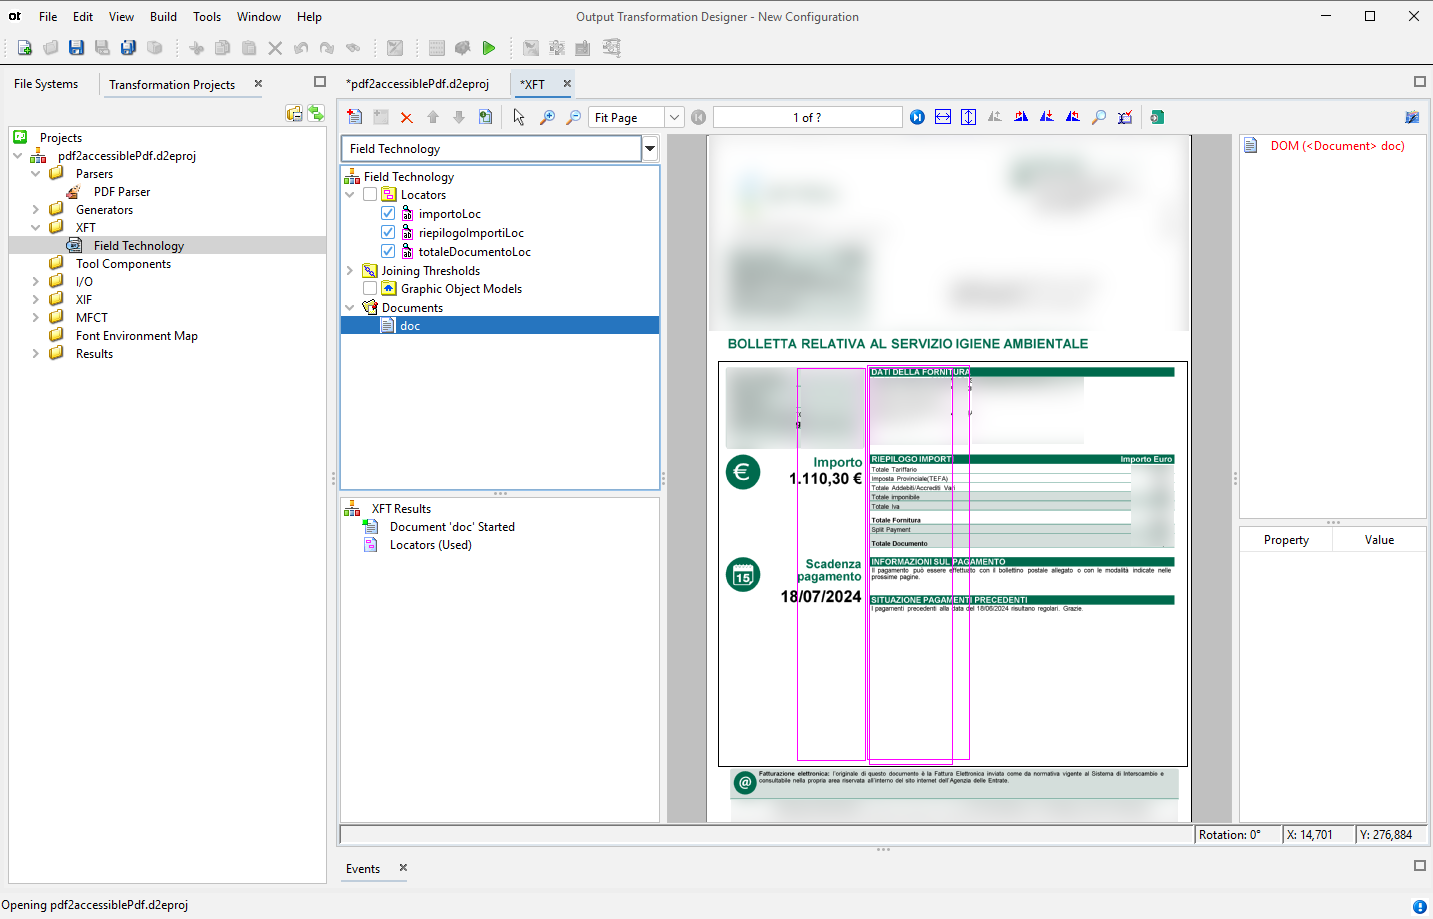 ot File Edit View Build Tools Window Help
Output Transformation Designer - New Configuration
File Systems
Transformation Projects
Projects
pdf2accessiblePdf.d2eproj
Parsers
PDF Parser
Generators
XFT
Field Technology
Tool Components
I/O
XIF
MFCT
Font Environment Map
Results
*pdf2accessiblePdf.d2eproj
*XFT
Fit Page
1 of ?
Field Technology
Field Technology
Locators
importoLoc
riepilogoImportiLoc
totaleDocumentoLoc
Joining Thresholds
Graphic Object Models
Documents
doc
XFT Results
Document 'doc' Started
Locators (Used)
BOLLETTA RELATIVA AL SERVIZIO IGIENE AMBIENTALE
DATI DELLA FORNITURA
€
Importo
1.110,30 €
RIEPILOGO IMPORTI
Importo Euro
Totale Tariffario
Imposta Provinciale(TEFA)
Totale Addebiti/Accrediti Vari
Totale imponibile
Totale Iva
Totale Fornitura
Split Payment
Totale Documento
15
Scadenza
pagamento
18/07/2024
INFORMAZIONI SUL PAGAMENTO
Il pagamento può essere effettuato con il bollettino postale allegato o con le modalità indicate nelle
prossime pagine.
SITUAZIONE PAGAMENTI PRECEDENTI
I pagamenti precedenti alla data del 18/06/2024 risultano regolari. Grazie.
@
Fatturazione elettronica: l'originale di questo documento è la Fattura Elettronica inviata come da normativa vigente al Sistema di Interscambio e
consultabile nella propria area riservata all'interno del sito internet dell'Agenzia delle Entrate.
DOM (<Document> doc)
Property
Value
Rotation: 0°
X: 14,701
Y: 276,884
Events
Opening pdf2accessiblePdf.d2eproj